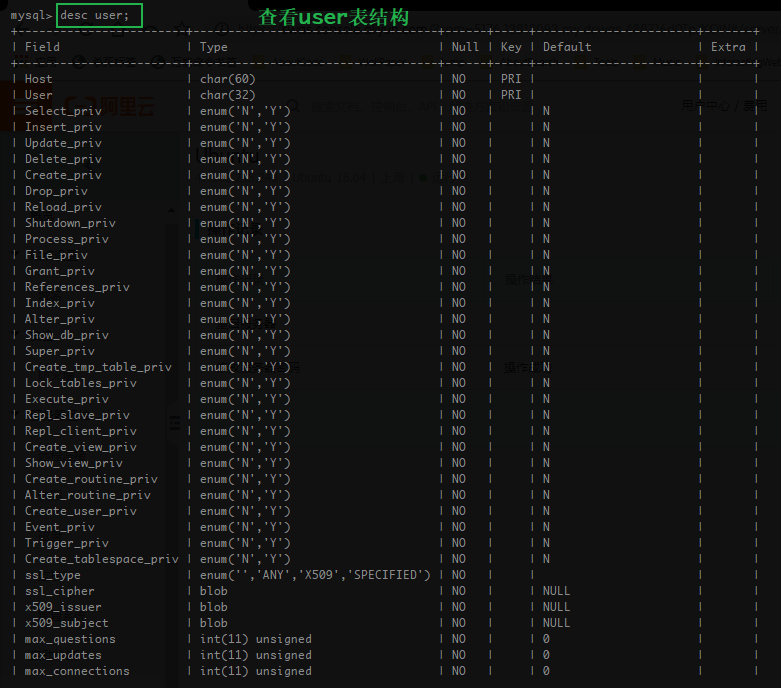 mysql> desc user;
查看user表结构
+------------------------+-----------------------------------+------+-----+-----------------------+-------+
| Field | Type | Null | Key | Default | Extra |
+------------------------+-----------------------------------+------+-----+-----------------------+-------+
| Host | char(60) | NO | PRI | | |
| User | char(32) | NO | PRI | | |
| Select_priv | enum('N','Y') | NO | | N | |
| Insert_priv | enum('N','Y') | NO | | N | |
| Update_priv | enum('N','Y') | NO | | N | |
| Delete_priv | enum('N','Y') | NO | | N | |
| Create_priv | enum('N','Y') | NO | | N | |
| Drop_priv | enum('N','Y') | NO | | N | |
| Reload_priv | enum('N','Y') | NO | | N | |
| Shutdown_priv | enum('N','Y') | NO | | N | |
| Process_priv | enum('N','Y') | NO | | N | |
| File_priv | enum('N','Y') | NO | | N | |
| Grant_priv | enum('N','Y') | NO | | N | |
| References_priv | enum('N','Y') | NO | | N | |
| Index_priv | enum('N','Y') | NO | | N | |
| Alter_priv | enum('N','Y') | NO | | N | |
| Show_db_priv | enum('N','Y') | NO | | N | |
| Super_priv | enum('N','Y') | NO | | N | |
| Create_tmp_table_priv | enum('N','Y') | NO | | N | |
| Lock_tables_priv | enum('N','Y') | NO | | N | |
| Execute_priv | enum('N','Y') | NO | | N | |
| Repl_slave_priv | enum('N','Y') | NO | | N | |
| Repl_client_priv | enum('N','Y') | NO | | N | |
| Create_view_priv | enum('N','Y') | NO | | N | |
| Show_view_priv | enum('N','Y') | NO | | N | |
| Create_routine_priv | enum('N','Y') | NO | | N | |
| Alter_routine_priv | enum('N','Y') | NO | | N | |
| Create_user_priv | enum('N','Y') | NO | | N | |
| Event_priv | enum('N','Y') | NO | | N | |
| Trigger_priv | enum('N','Y') | NO | | N | |
| Create_tablespace_priv | enum('N','Y') | NO | | N | |
| ssl_type | enum('','ANY','X509','SPECIFIED') | NO | | | |
| ssl_cipher | blob | NO | | NULL | |
| x509_issuer | blob | NO | | NULL | |
| x509_subject | blob | NO | | NULL | |
| max_questions | int(11) unsigned | NO | | 0 | |
| max_updates | int(11) unsigned | NO | | 0 | |
| max_connections | int(11) unsigned | NO | | 0 | |